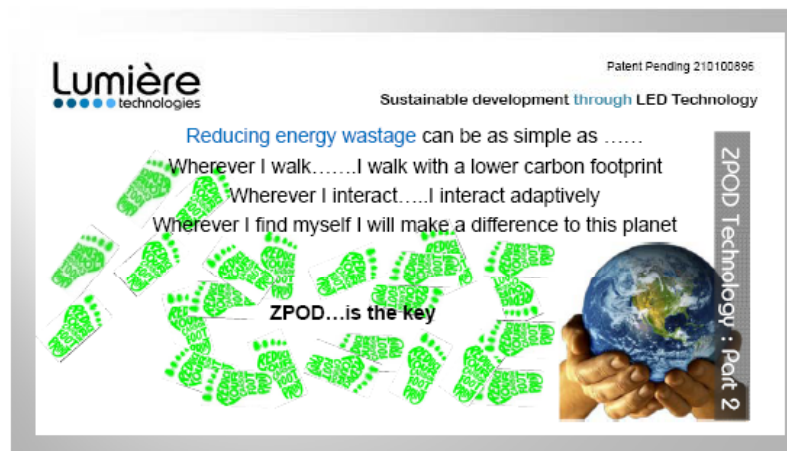 Lumière
technologies
Patent Pending 210100896
Sustainable development through LED Technology
Reducing energy wastage can be as simple as ……
Wherever I walk…….I walk with a lower carbon footprint
Wherever I interact…..I interact adaptively
Wherever I find myself I will make a difference to this planet
ZPOD…is the key
ZPOD Technology : Part 2